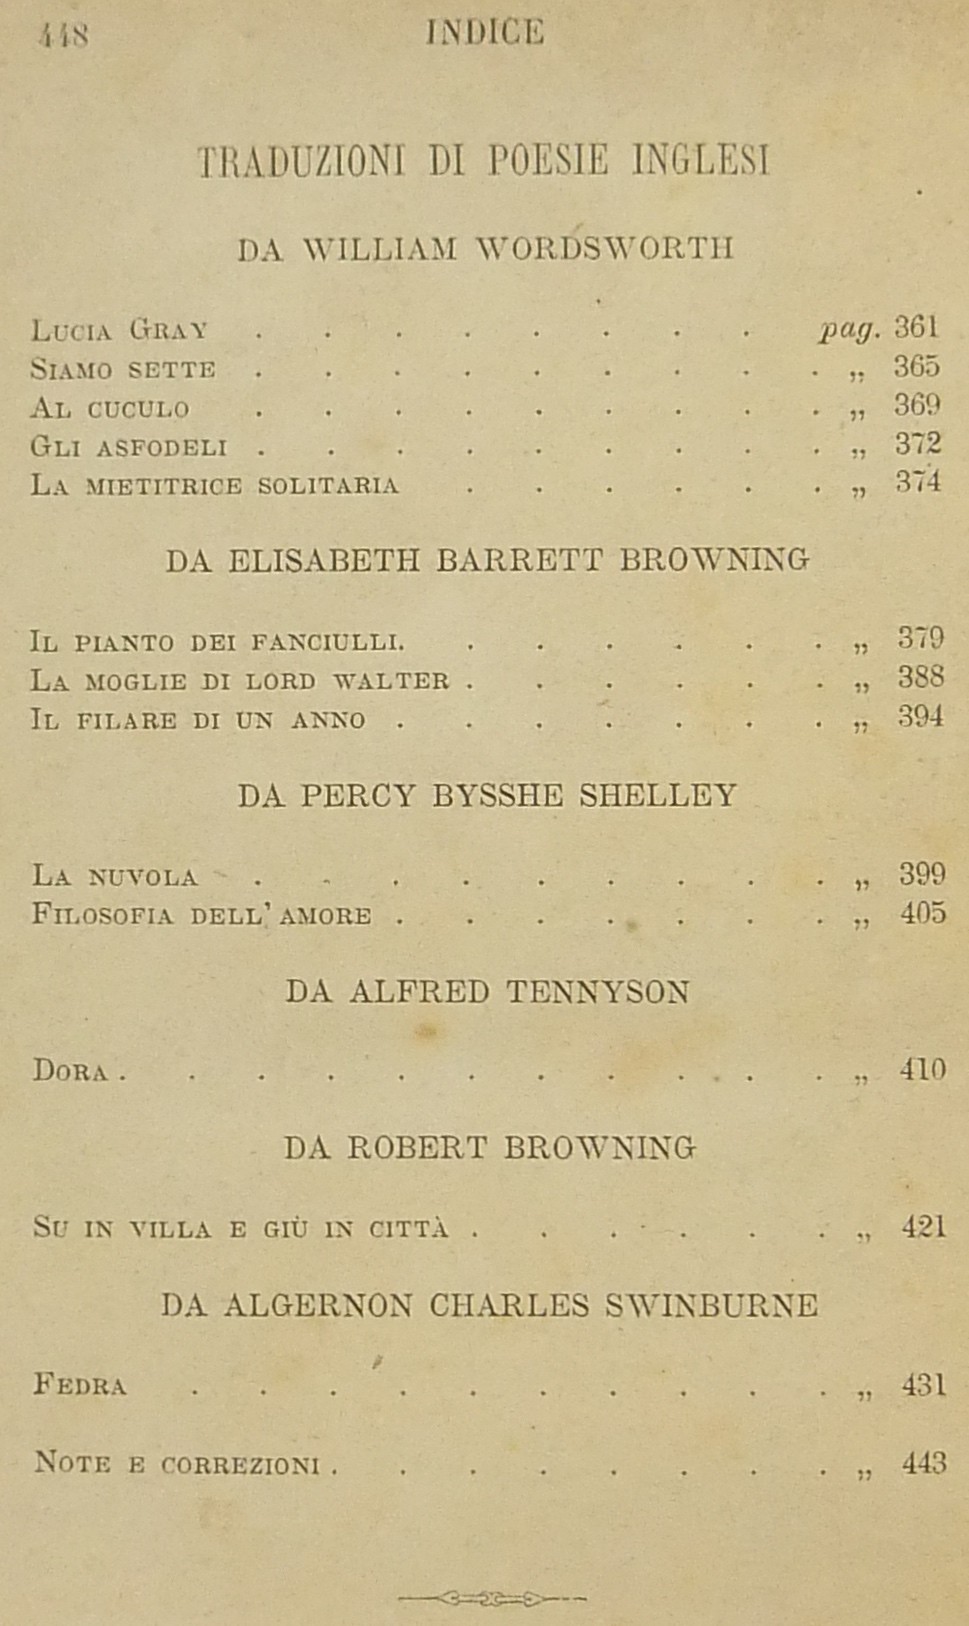 448 INDICE
TRADUZIONI DI POESIE INGLESI
DA WILLIAM WORDSWORTH
LUCIA GRAY . . . . . . . . pag. 361
SIAMO SETTE . . . . . . . . . „ 365
AL CUCULO . . . . . . . . . „ 369
GLI ASFODELI . . . . . . . . . „ 372
LA MIETITRICE SOLITARIA . . . . . . „ 374
DA ELISABETH BARRETT BROWNING
IL PIANTO DEI FANCIULLI. . . . . . . „ 379
LA MOGLIE DI LORD WALTER . . . . . . „ 388
IL FILARE DI UN ANNO . . . . . . . „ 394
DA PERCY BYSSHE SHELLEY
LA NUVOLA . . . . . . . . . „ 399
FILOSOFIA DELL' AMORE . . . . . . . „ 405
DA ALFRED TENNYSON
DORA . . . . . . . . . . . „ 410
DA ROBERT BROWNING
SU IN VILLA E GIÙ IN CITTÀ . . . . . . „ 421
DA ALGERNON CHARLES SWINBURNE
FEDRA . . . . . . . . . . „ 431
NOTE E CORREZIONI . . . . . . . . „ 443